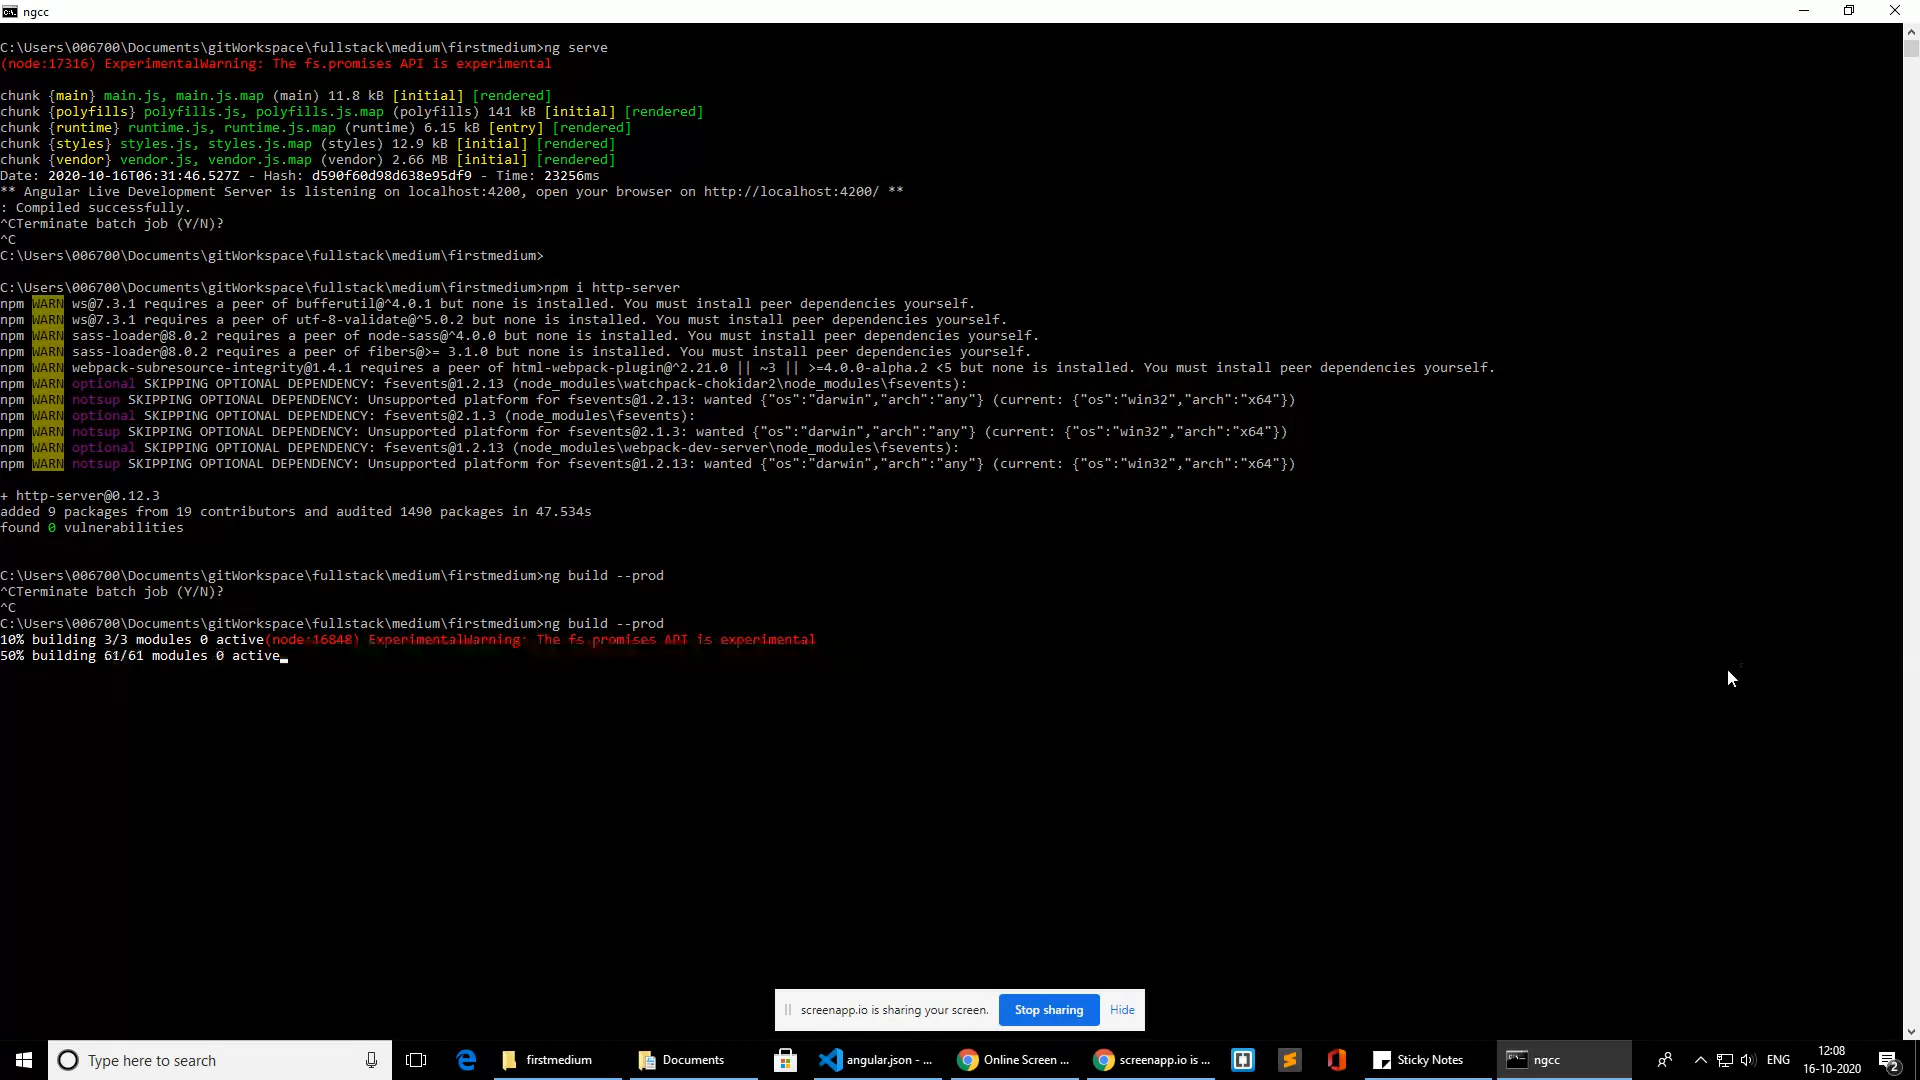 ngcc
C:\Users\006700\Documents\gitWorkspace\fullstack\medium\firstmedium>ng serve
(node:17316) ExperimentalWarning: The fs.promises API is experimental
chunk {main} main.js, main.js.map (main) 11.8 kB [initial] [rendered]
chunk {polyfills} polyfills.js, polyfills.js.map (polyfills) 141 kB [initial] [rendered]
chunk {runtime} runtime.js, runtime.js.map (runtime) 6.15 kB [entry] [rendered]
chunk {styles} styles.js, styles.js.map (styles) 12.9 kB [initial] [rendered]
chunk {vendor} vendor.js, vendor.js.map (vendor) 2.66 MB [initial] [rendered]
Date: 2020-10-16T06:31:46.527Z - Hash: d590f60d98d638e95df9 - Time: 23256ms
** Angular Live Development Server is listening on localhost:4200, open your browser on http://localhost:4200/ **
: Compiled successfully.
^CTerminate batch job (Y/N)?
^C
C:\Users\006700\Documents\gitWorkspace\fullstack\medium\firstmedium>
C:\Users\006700\Documents\gitWorkspace\fullstack\medium\firstmedium>npm i http-server
npm WARN ws@7.3.1 requires a peer of bufferutil@^4.0.1 but none is installed. You must install peer dependencies yourself.
npm WARN ws@7.3.1 requires a peer of utf-8-validate@^5.0.2 but none is installed. You must install peer dependencies yourself.
npm WARN sass-loader@8.0.2 requires a peer of node-sass@^4.0.0 but none is installed. You must install peer dependencies yourself.
npm WARN sass-loader@8.0.2 requires a peer of fibers@>= 3.1.0 but none is installed. You must install peer dependencies yourself.
npm WARN webpack-subresource-integrity@1.4.1 requires a peer of html-webpack-plugin@^2.21.0 || ~3 || >=4.0.0-alpha.2 <5 but none is installed. You must install peer dependencies yourself.
npm WARN optional SKIPPING OPTIONAL DEPENDENCY: fsevents@1.2.13 (node_modules\watchpack-chokidar2\node_modules\fsevents):
npm WARN notsup SKIPPING OPTIONAL DEPENDENCY: Unsupported platform for fsevents@1.2.13: wanted {"os":"darwin","arch":"any"} (current: {"os":"win32","arch":"x64"})
npm WARN optional SKIPPING OPTIONAL DEPENDENCY: fsevents@2.1.3 (node_modules\fsevents):
npm WARN notsup SKIPPING OPTIONAL DEPENDENCY: Unsupported platform for fsevents@2.1.3: wanted {"os":"darwin","arch":"any"} (current: {"os":"win32","arch":"x64"})
npm WARN optional SKIPPING OPTIONAL DEPENDENCY: fsevents@1.2.13 (node_modules\webpack-dev-server\node_modules\fsevents):
npm WARN notsup SKIPPING OPTIONAL DEPENDENCY: Unsupported platform for fsevents@1.2.13: wanted {"os":"darwin","arch":"any"} (current: {"os":"win32","arch":"x64"})
+ http-server@0.12.3
added 9 packages from 19 contributors and audited 1490 packages in 47.534s
found 0 vulnerabilities
C:\Users\006700\Documents\gitWorkspace\fullstack\medium\firstmedium>ng build --prod
^CTerminate batch job (Y/N)?
^C
C:\Users\006700\Documents\gitWorkspace\fullstack\medium\firstmedium>ng build --prod
10% building 3/3 modules 0 active(node:16848) ExperimentalWarning: The fs.promises API is experimental
50% building 61/61 modules 0 active
screenapp.io is sharing your screen. Stop sharing Hide
Type here to search firstmedium Documents angular.json - ... Online Screen ... screenapp.io is ... Sticky Notes ngcc ENG 12:08
16-10-2020 2